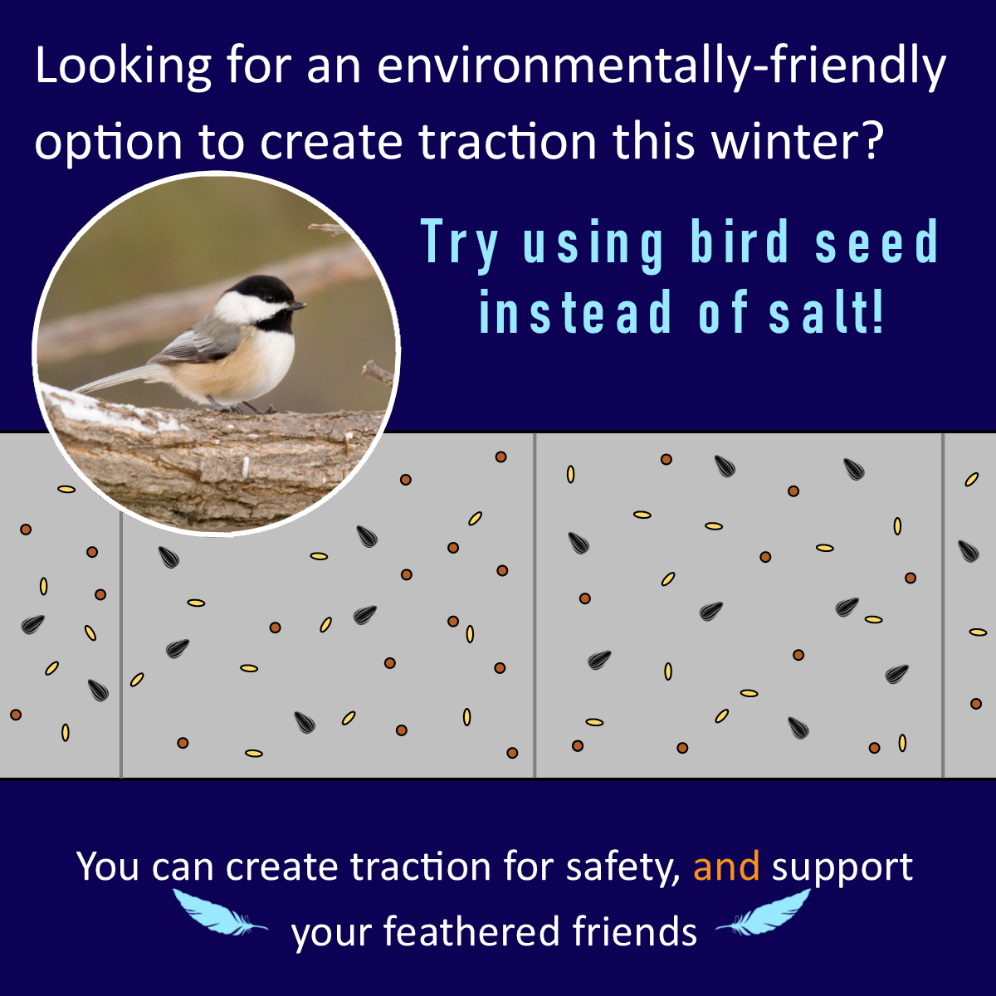 Looking for an environmentally-friendly
option to create traction this winter?
Try using bird seed
instead of salt!
You can create traction for safety, and support
your feathered friends